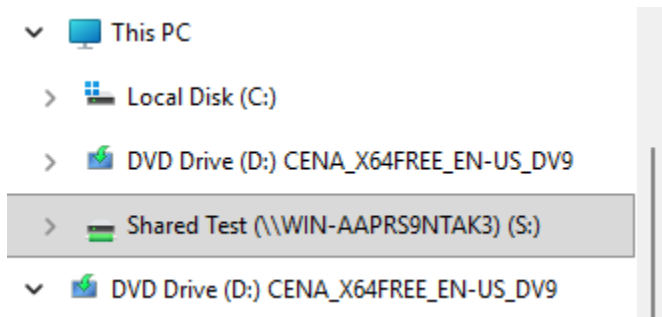 This PC
Local Disk (C:)
DVD Drive (D:) CENA_X64FREE_EN-US_DV9
Shared Test (\\WIN-AAPRS9NTAK3) (S:)
DVD Drive (D:) CENA_X64FREE_EN-US_DV9